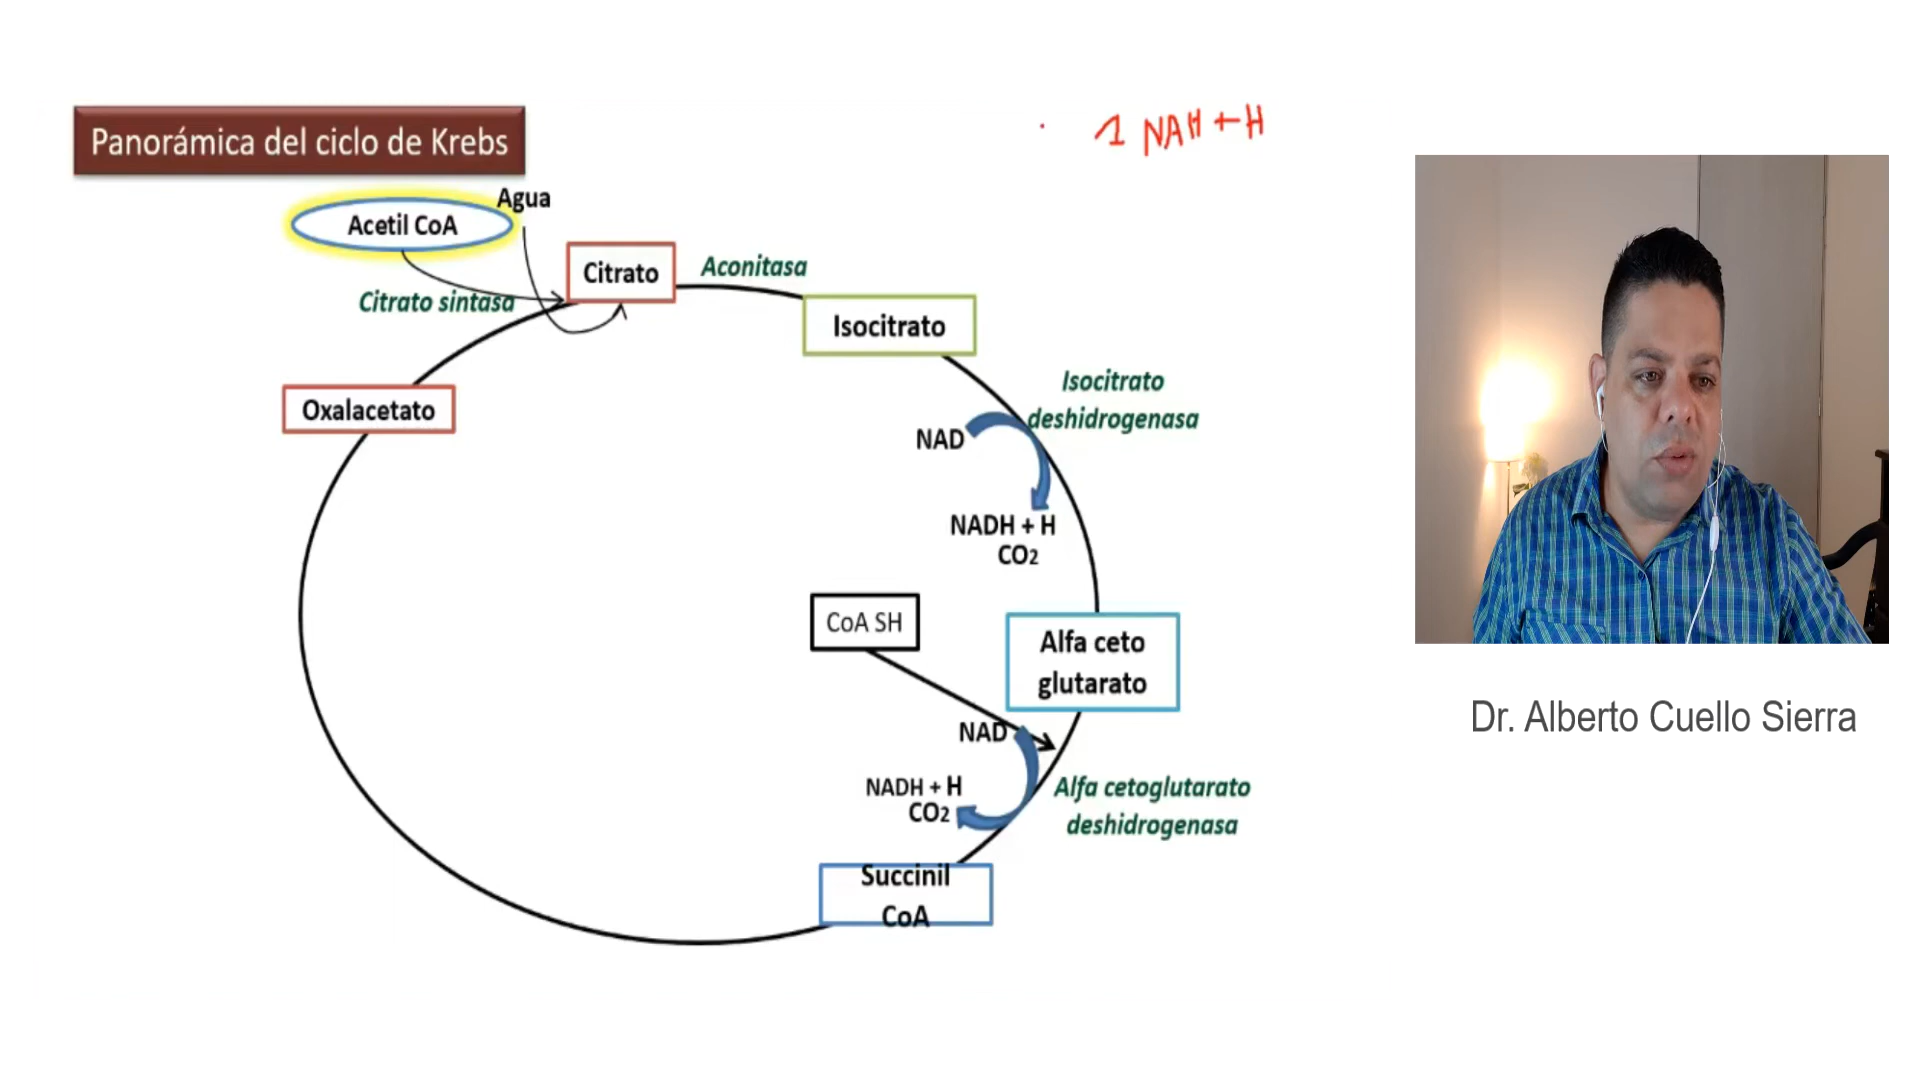 Panorámica del ciclo de Krebs
1 NAH + H
Agua
Acetil CoA
Citrato
Aconitasa
Citrato sintasa
Isocitrato
Oxalacetato
Isocitrato
deshidrogenasa
NAD
NADH + H
CO2
CoA SH
Alfa ceto
glutarato
NAD
NADH + H
CO2
Alfa cetoglutarato
deshidrogenasa
Succinil
CoA
Dr. Alberto Cuello Sierra